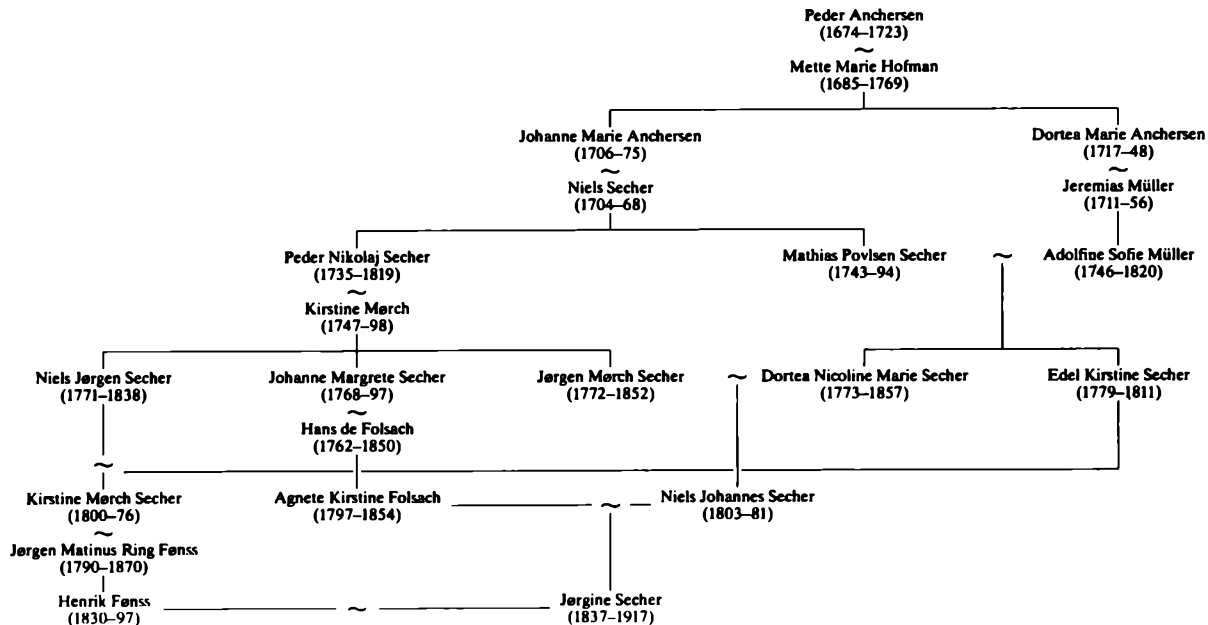 Peder Anchersen
(1674–1723)
~
Mette Marie Hofman
(1685–1769)
Johanne Marie Anchersen
(1706–75)
~
Niels Secher
(1704–68)
Dortea Marie Anchersen
(1717–48)
~
Jeremias Müller
(1711–56)
Peder Nikolaj Secher
(1735–1819)
~
Kirstine Mørch
(1747–98)
Mathias Povlsen Secher
(1743–94)
~
Adolfine Sofie Müller
(1746–1820)
Niels Jørgen Secher
(1771–1838)
Johanne Margrete Secher
(1768–97)
~
Hans de Folsach
(1762–1850)
Jørgen Mørch Secher
(1772–1852)
~
Dortea Nicoline Marie Secher
(1773–1857)
Edel Kirstine Secher
(1779–1811)
~
Kirstine Mørch Secher
(1800–76)
~
Jørgen Matinus Ring Fønss
(1790–1870)
Agnete Kirstine Folsach
(1797–1854)
~
Niels Johannes Secher
(1803–81)
Henrik Fønss
(1830–97)
~
Jørgine Secher
(1837–1917)